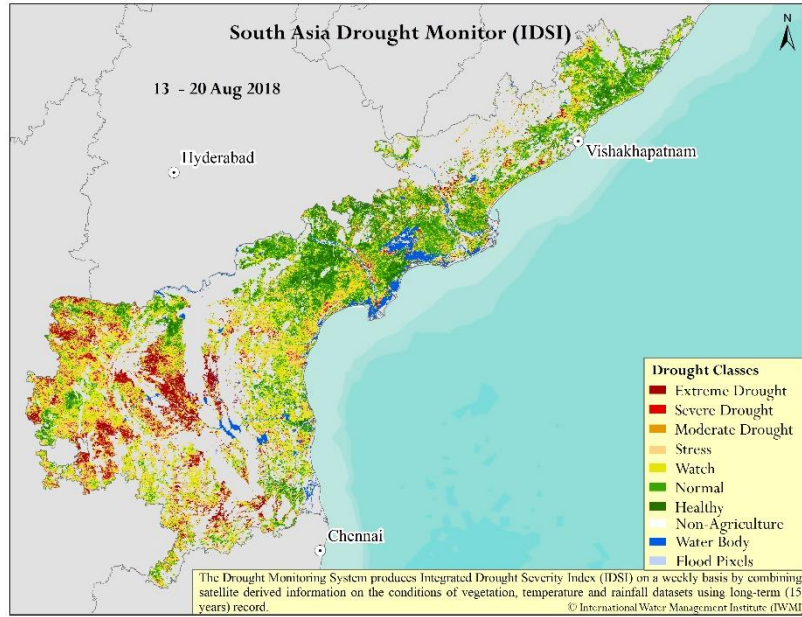 South Asia Drought Monitor (IDSI)
N
13 - 20 Aug 2018
Hyderabad
Vishakhapatnam
Drought Classes
Extreme Drought
Severe Drought
Moderate Drought
Stress
Watch
Normal
Healthy
Non-Agriculture
Water Body
Flood Pixels
Chennai
The Drought Monitoring System produces Integrated Drought Severity Index (IDSI) on a weekly basis by combining
satellite derived information on the conditions of vegetation, temperature and rainfall datasets using long-term (15
years) record.
© International Water Management Institute (IWMI